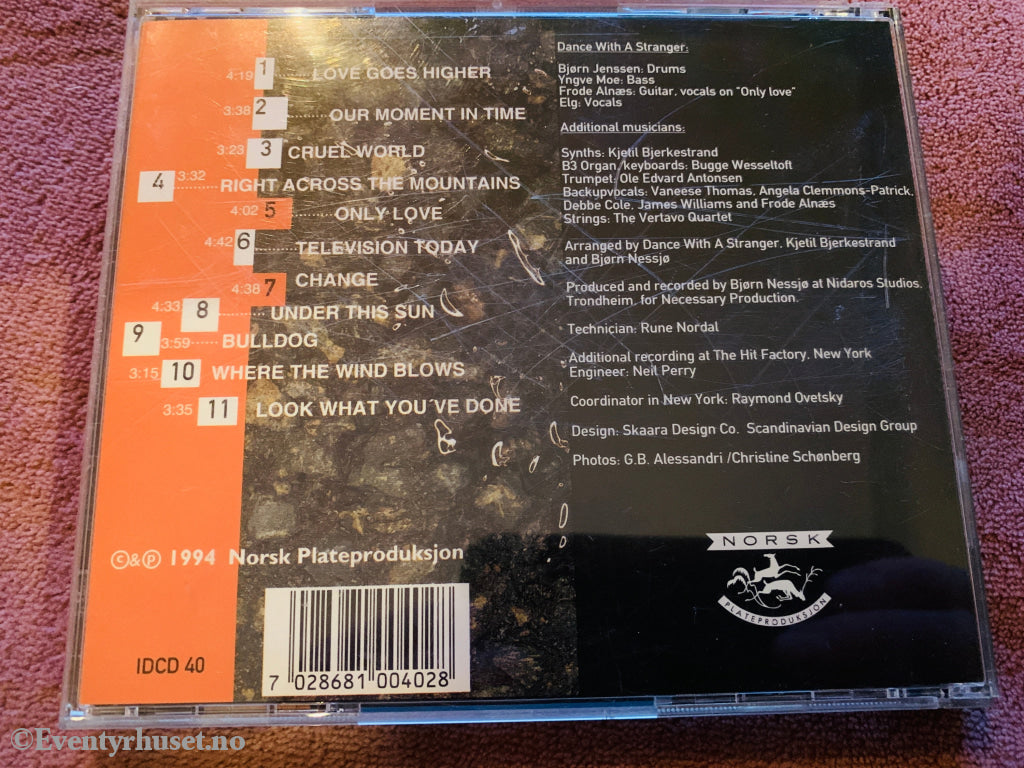 4:19 1 ........ LOVE GOES HIGHER
3:38 2 ........ OUR MOMENT IN TIME
3:23 3 CRUEL WORLD
4 3:32 ........ RIGHT ACROSS THE MOUNTAINS
4:02 5 ........ ONLY LOVE
4:42 6 ........ TELEVISION TODAY
4:38 7 CHANGE
4:33 8 ........ UNDER THIS SUN
9 3:59 ...... BULLDOG
3:15 10 WHERE THE WIND BLOWS
3:35 11 LOOK WHAT YOU´VE DONE
©&℗ 1994 Norsk Plateproduksjon
IDCD 40
7 028681 004028
Dance With A Stranger:
Bjørn Jenssen: Drums
Yngve Moe: Bass
Frode Alnæs: Guitar, vocals on "Only love"
Elg: Vocals
Additional musicians:
Synths: Kjetil Bjerkestrand
B3 Organ/keyboards: Bugge Wesseltoft
Trumpet: Ole Edvard Antonsen
Backupvocals: Vaneese Thomas, Angela Clemmons-Patrick,
Debbe Cole, James Williams and Frode Alnæs
Strings: The Vertavo Quartet
Arranged by Dance With A Stranger, Kjetil Bjerkestrand
and Bjørn Nessjø
Produced and recorded by Bjørn Nessjø at Nidaros Studios,
Trondheim, for Necessary Production.
Technician: Rune Nordal
Additional recording at The Hit Factory, New York
Engineer: Neil Perry
Coordinator in New York: Raymond Ovetsky
Design: Skaara Design Co. Scandinavian Design Group
Photos: G.B. Alessandri /Christine Schønberg
NORSK
PLATEPRODUKSJON
©Eventyrhuset.no